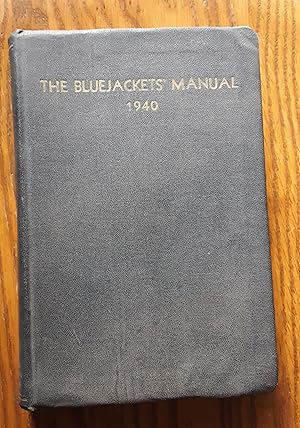 THE BLUEJACKETS' MANUAL
1940